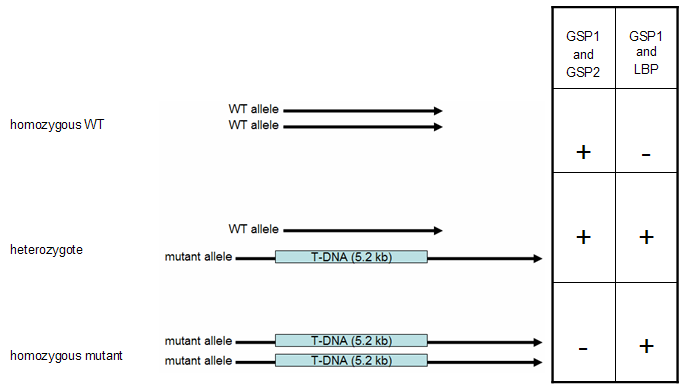 GSP1
and
GSP2
GSP1
and
LBP
homozygous WT
WT allele
WT allele
+
-
heterozygote
WT allele
mutant allele
T-DNA (5.2 kb)
+
+
homozygous mutant
mutant allele
T-DNA (5.2 kb)
mutant allele
T-DNA (5.2 kb)
-
+